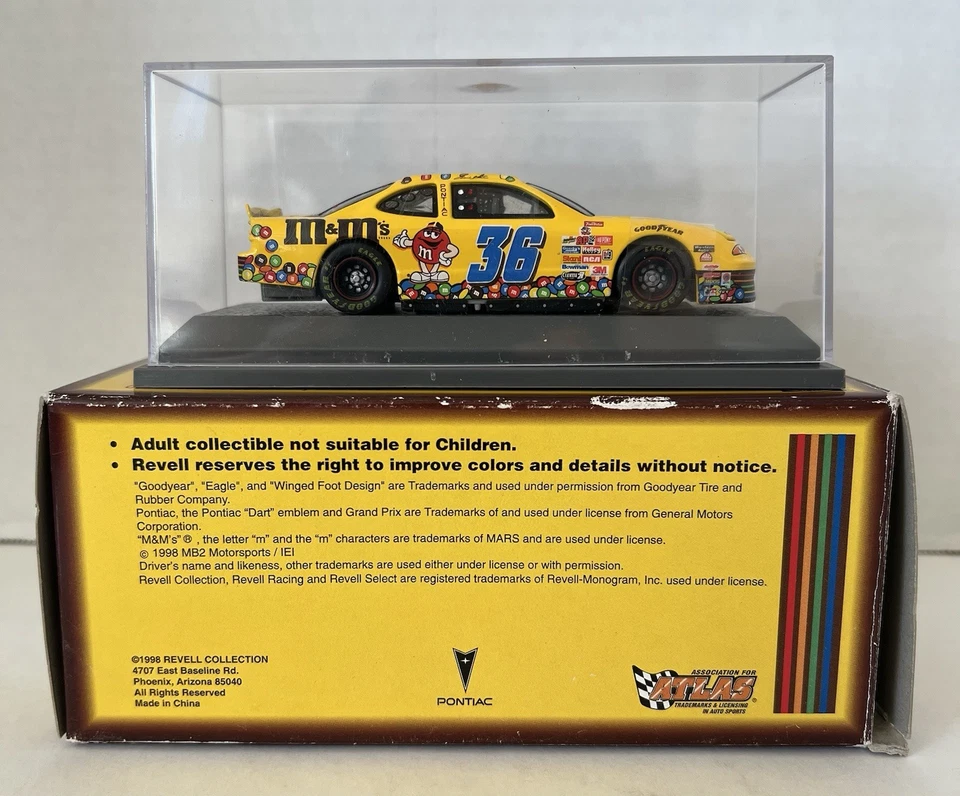 PONTIAC
m&m's
m
36
GOODYEAR
EAGLE
GOODYEAR
EAGLE
RCA
Bowman
3M
• Adult collectible not suitable for Children.
• Revell reserves the right to improve colors and details without notice.
"Goodyear", "Eagle", and "Winged Foot Design" are Trademarks and used under permission from Goodyear Tire and
Rubber Company.
Pontiac, the Pontiac "Dart" emblem and Grand Prix are Trademarks of and used under license from General Motors
Corporation.
"M&M's"® , the letter "m" and the "m" characters are trademarks of MARS and are used under license.
© 1998 MB2 Motorsports / IEI
Driver's name and likeness, other trademarks are used either under license or with permission.
Revell Collection, Revell Racing and Revell Select are registered trademarks of Revell-Monogram, Inc. used under license.
©1998 REVELL COLLECTION
4707 East Baseline Rd.
Phoenix, Arizona 85040
All Rights Reserved
Made in China
PONTIAC
ASSOCIATION FOR
ATLAS®
TRADEMARKS & LICENSING
IN AUTO SPORTS